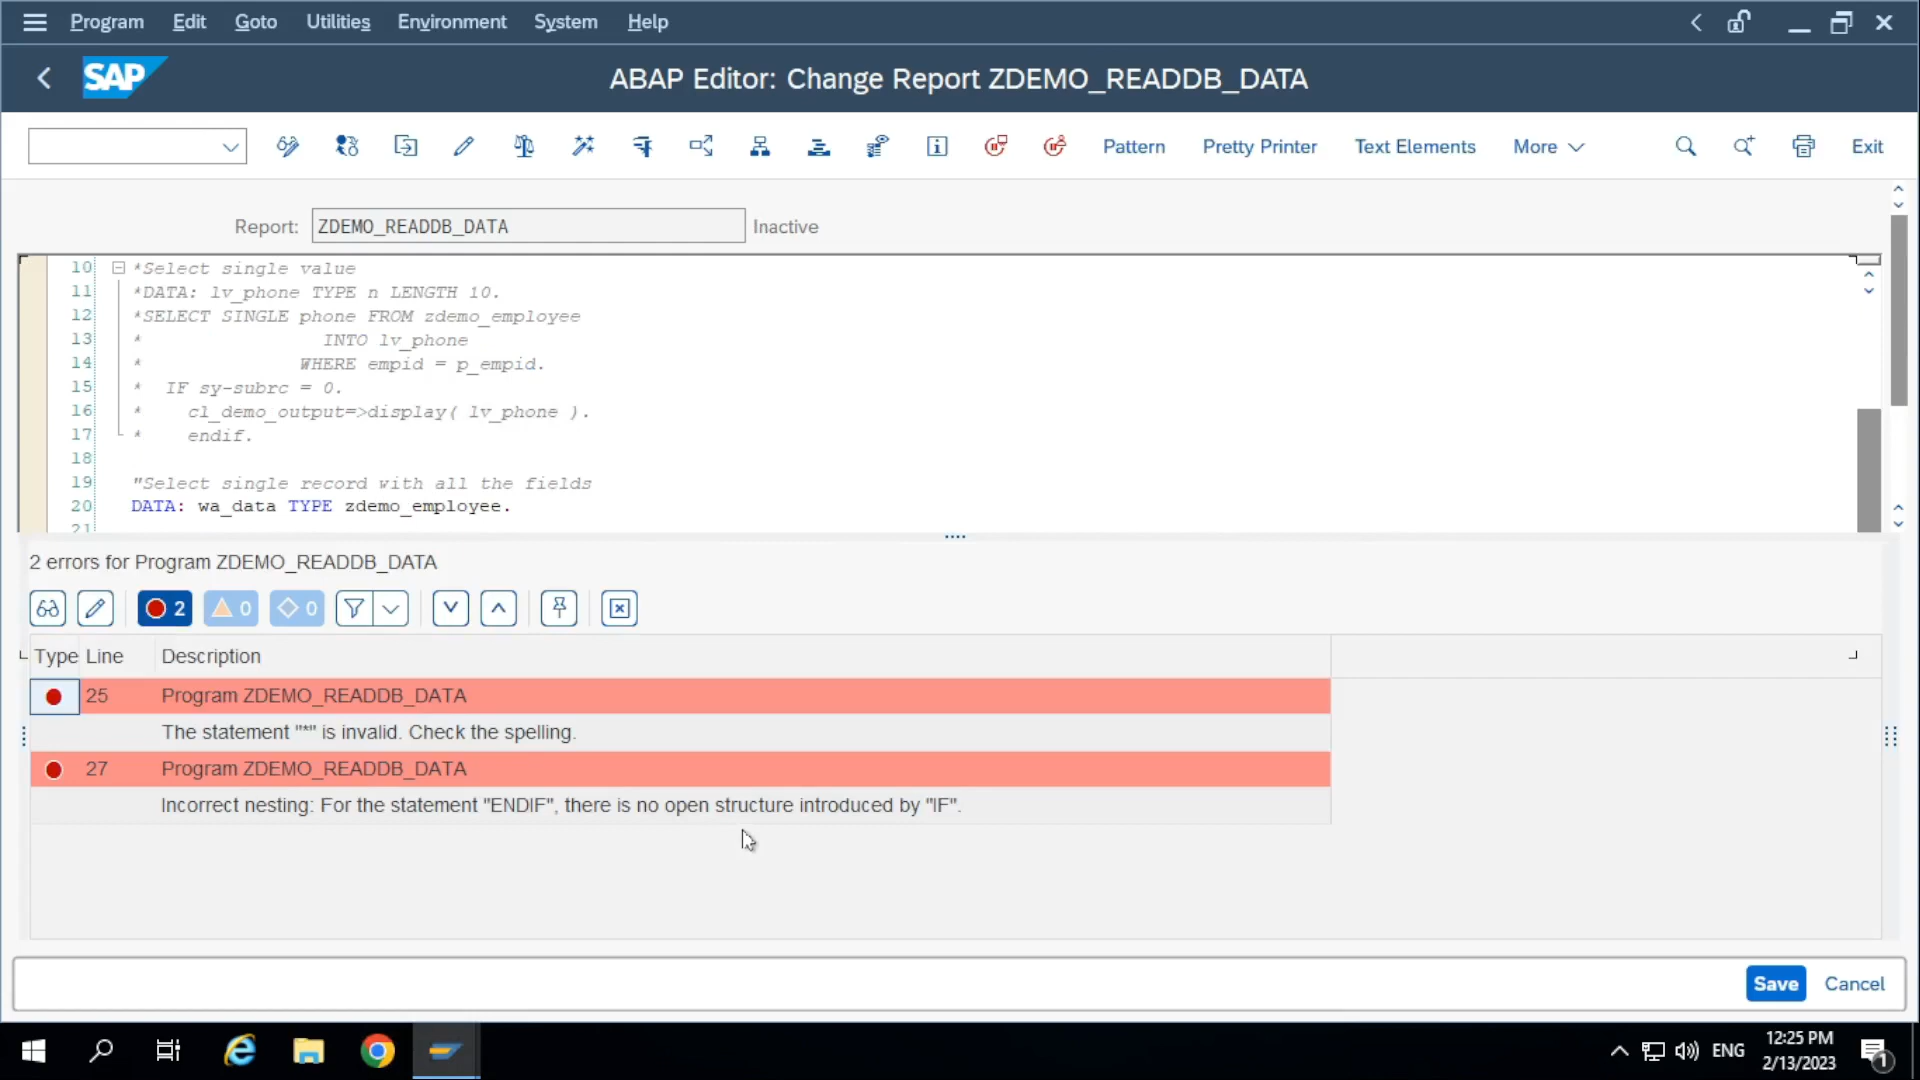 Program Edit Goto Utilities Environment System Help
SAP
ABAP Editor: Change Report ZDEMO_READDB_DATA
Pattern Pretty Printer Text Elements More Exit
Report: ZDEMO_READDB_DATA Inactive
10 *Select single value
11 *DATA: lv_phone TYPE n LENGTH 10.
12 *SELECT SINGLE phone FROM zdemo_employee
13 * INTO lv_phone
14 * WHERE empid = p_empid.
15 * IF sy-subrc = 0.
16 * cl_demo_output=>display( lv_phone ).
17 * endif.
18
19 "Select single record with all the fields
20 DATA: wa_data TYPE zdemo_employee.
21
2 errors for Program ZDEMO_READDB_DATA
2 0 0
Type Line Description
25 Program ZDEMO_READDB_DATA
The statement "*" is invalid. Check the spelling.
27 Program ZDEMO_READDB_DATA
Incorrect nesting: For the statement "ENDIF", there is no open structure introduced by "IF".
Save Cancel
ENG
12:25 PM
2/13/2023
1